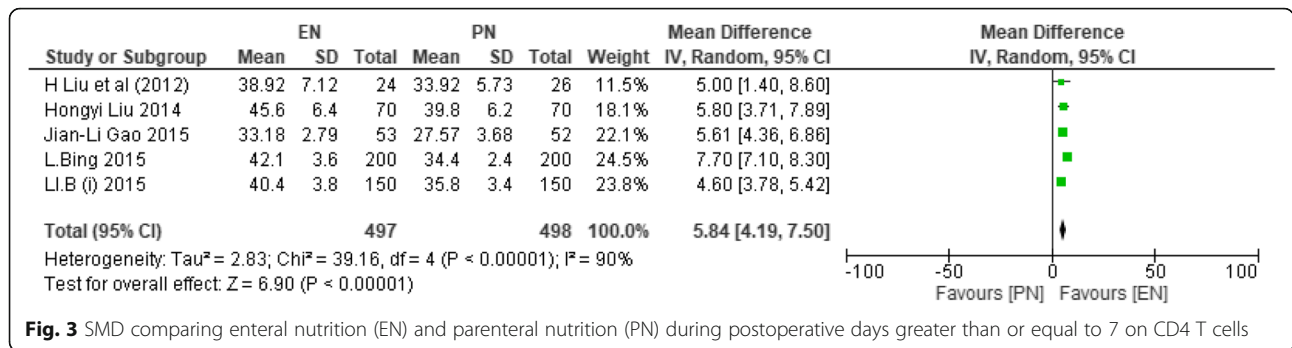 EN PN Mean Difference Mean Difference
Study or Subgroup Mean SD Total Mean SD Total Weight IV, Random, 95% CI IV, Random, 95% CI
H Liu et al (2012) 38.92 7.12 24 33.92 5.73 26 11.5% 5.00 [1.40, 8.60]
Hongyi Liu 2014 45.6 6.4 70 39.8 6.2 70 18.1% 5.80 [3.71, 7.89]
Jian-Li Gao 2015 33.18 2.79 53 27.57 3.68 52 22.1% 5.61 [4.36, 6.86]
L.Bing 2015 42.1 3.6 200 34.4 2.4 200 24.5% 7.70 [7.10, 8.30]
LI.B (i) 2015 40.4 3.8 150 35.8 3.4 150 23.8% 4.60 [3.78, 5.42]
Total (95% CI) 497 498 100.0% 5.84 [4.19, 7.50]
Heterogeneity: Tau² = 2.83; Chi² = 39.16, df = 4 (P < 0.00001); I² = 90%
Test for overall effect: Z = 6.90 (P < 0.00001)
-100 -50 0 50 100
Favours [PN] Favours [EN]
Fig. 3 SMD comparing enteral nutrition (EN) and parenteral nutrition (PN) during postoperative days greater than or equal to 7 on CD4 T cells